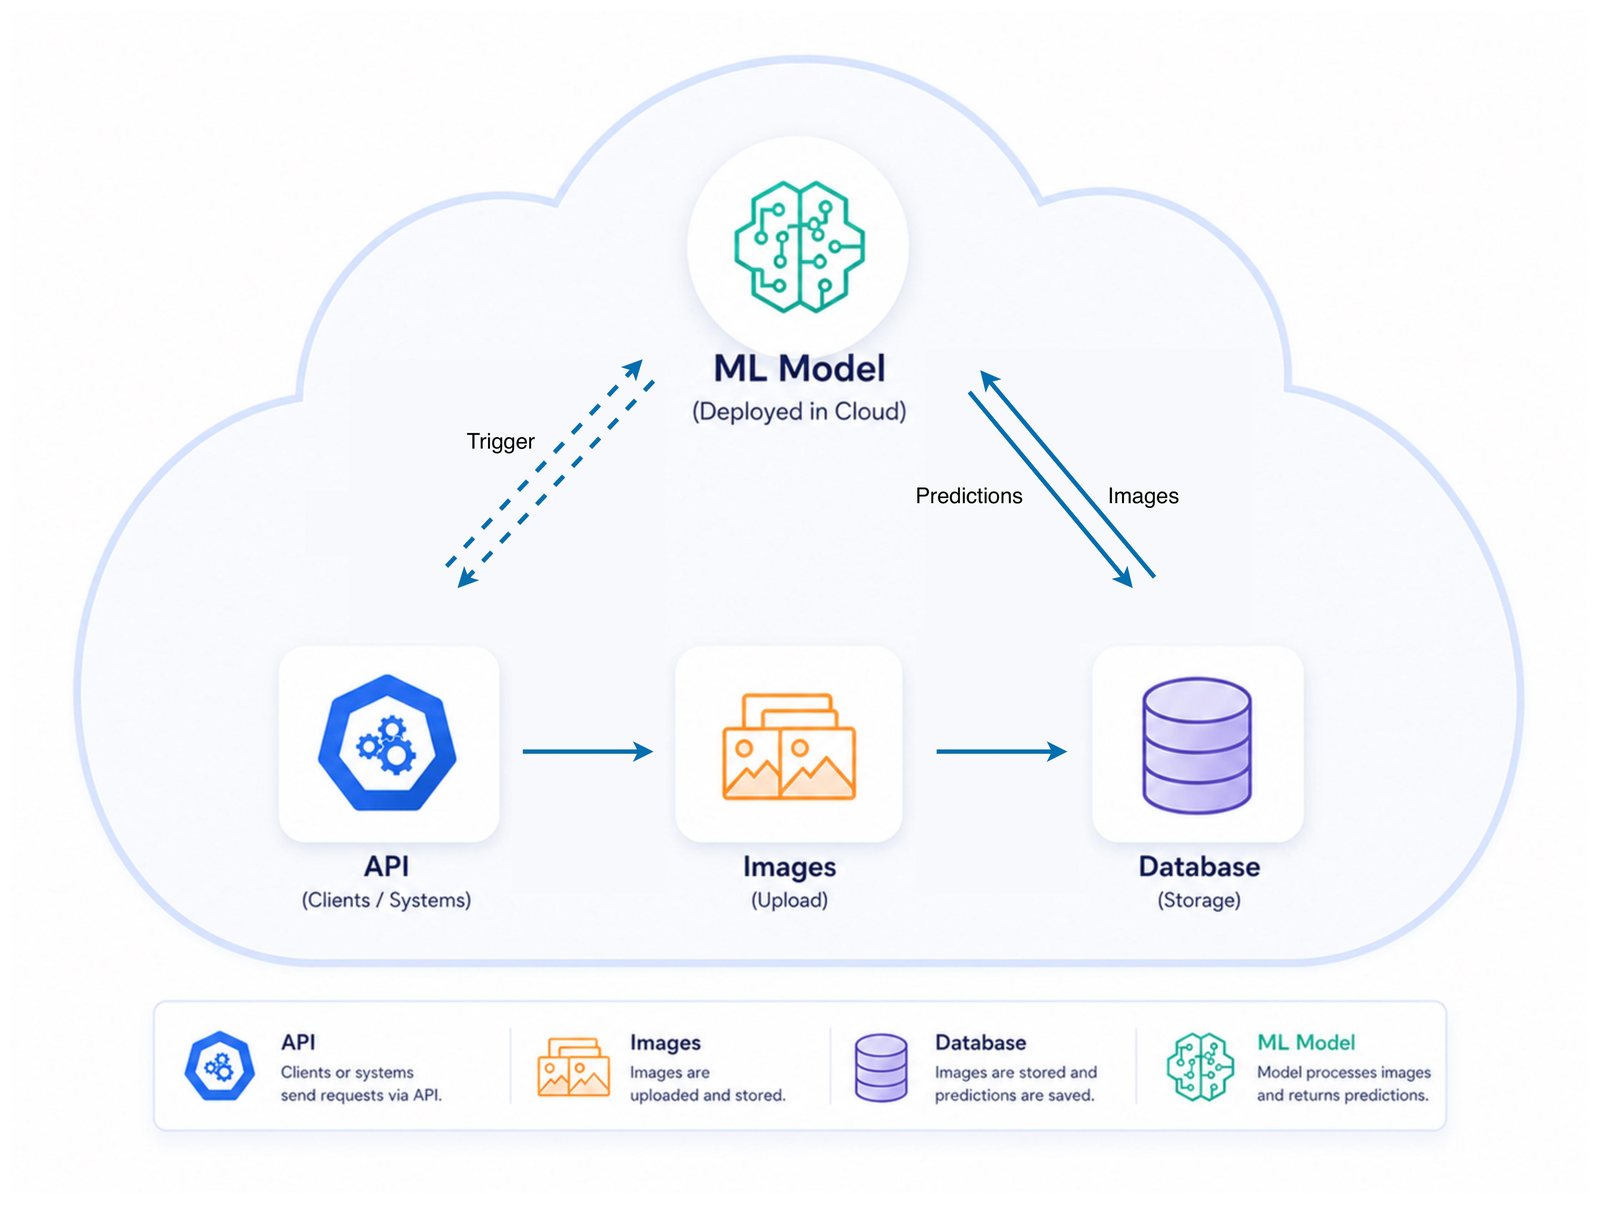 ML Model
(Deployed in Cloud)
Trigger
Predictions
Images
API
(Clients / Systems)
Images
(Upload)
Database
(Storage)
API
Clients or systems
send requests via API.
Images
Images are
uploaded and stored.
Database
Images are stored and
predictions are saved.
ML Model
Model processes images
and returns predictions.